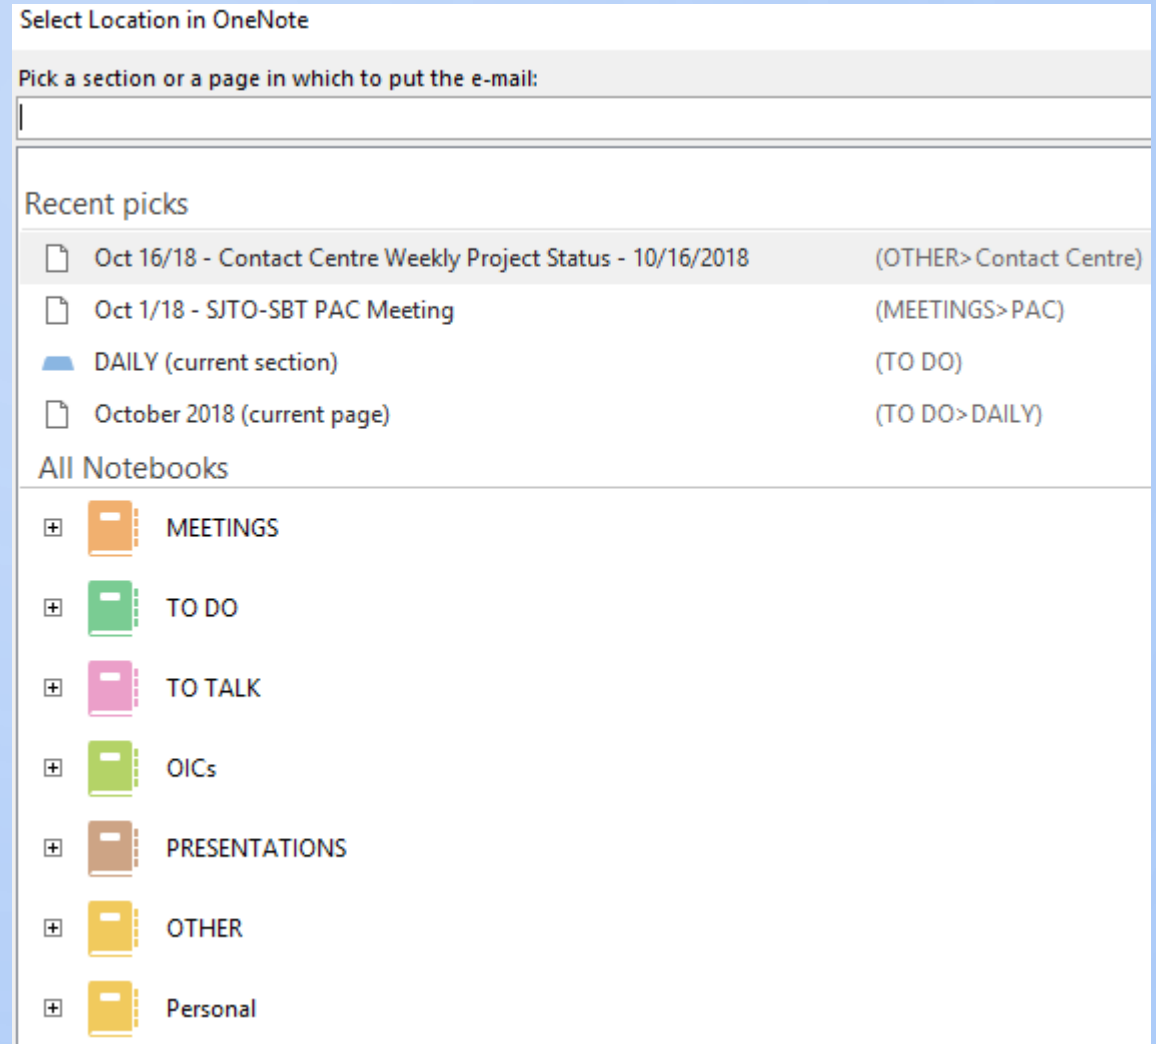 Select Location in OneNote
Pick a section or a page in which to put the e-mail:
Recent picks
Oct 16/18 - Contact Centre Weekly Project Status - 10/16/2018 (OTHER>Contact Centre)
Oct 1/18 - SJTO-SBT PAC Meeting (MEETINGS>PAC)
DAILY (current section) (TO DO)
October 2018 (current page) (TO DO>DAILY)
All Notebooks
MEETINGS
TO DO
TO TALK
OICs
PRESENTATIONS
OTHER
Personal